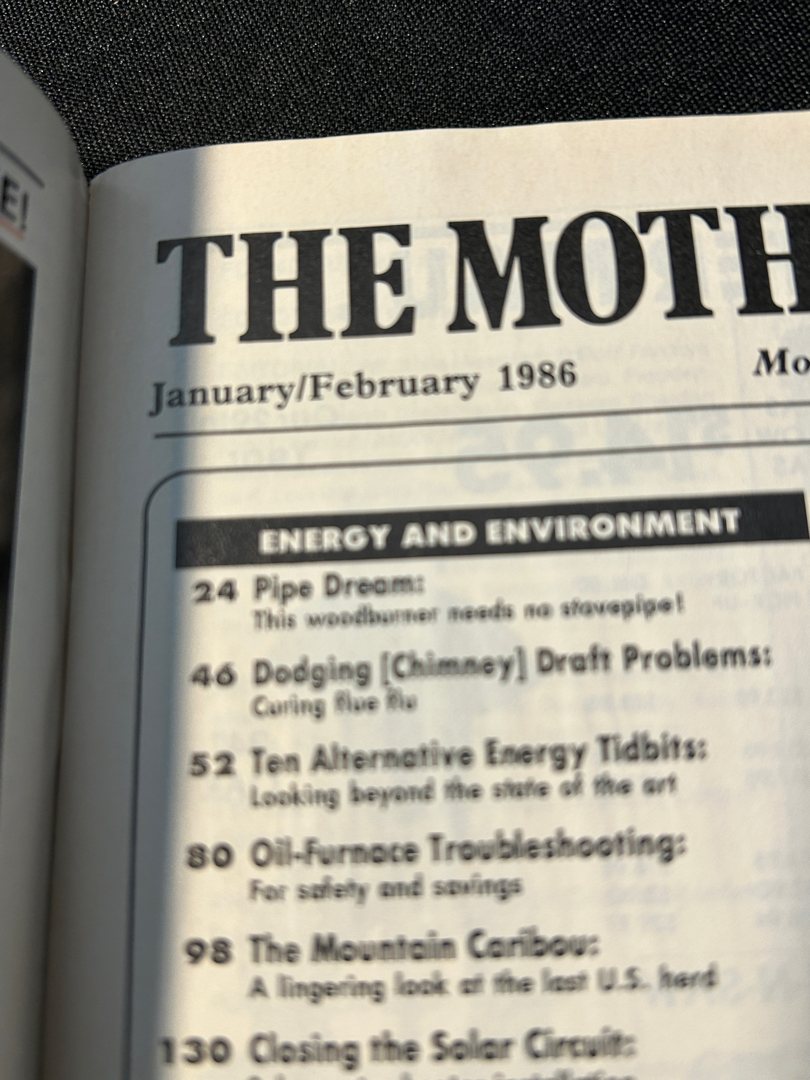 E!
THE MOTH
January/February 1986
Mo
ENERGY AND ENVIRONMENT
24 Pipe Dream:
This woodburner needs no stovepipe!
46 Dodging [Chimney] Draft Problems:
Curing flue flu
52 Ten Alternative Energy Tidbits:
Looking beyond the state of the art
80 Oil-Furnace Troubleshooting:
For safety and savings
98 The Mountain Caribou:
A lingering look at the last U.S. herd
130 Closing the Solar Circuit: